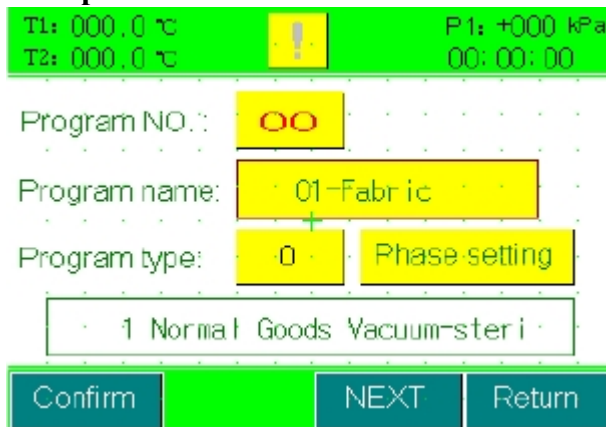 T1: 000.0 ℃ ! P1: +000 kPa
T2: 000.0 ℃ 00:00:00
Program NO.: 00
Program name: 01-Fabric
Program type: 0 Phase setting
1 Normal Goods Vacuum-steri
Confirm NEXT Return